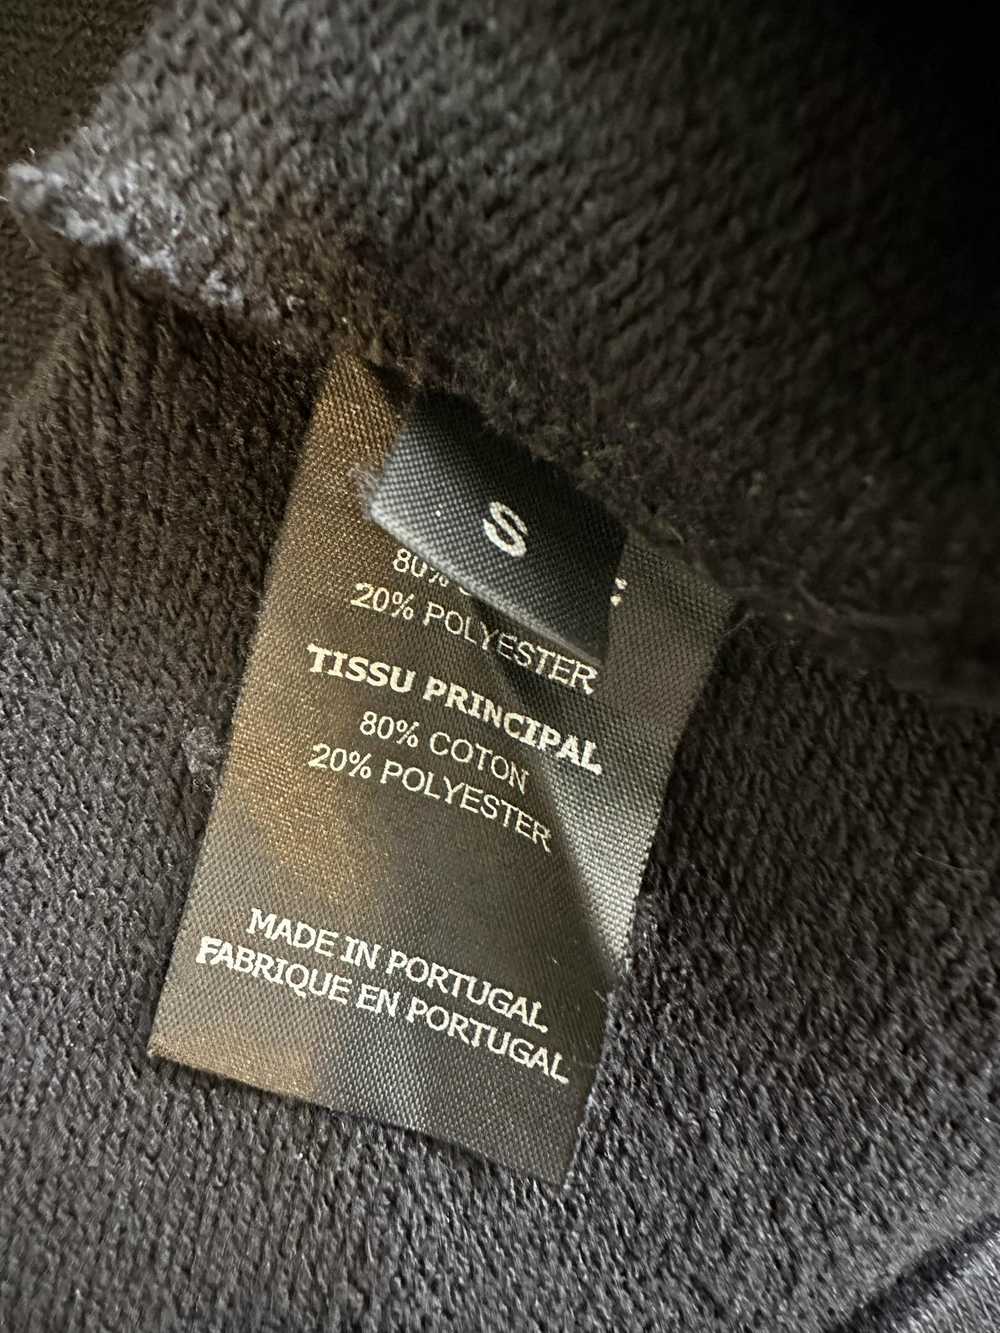 S
80%
20% POLYESTER
TISSU PRINCIPAL
80% COTON
20% POLYESTER
MADE IN PORTUGAL
FABRIQUE EN PORTUGAL